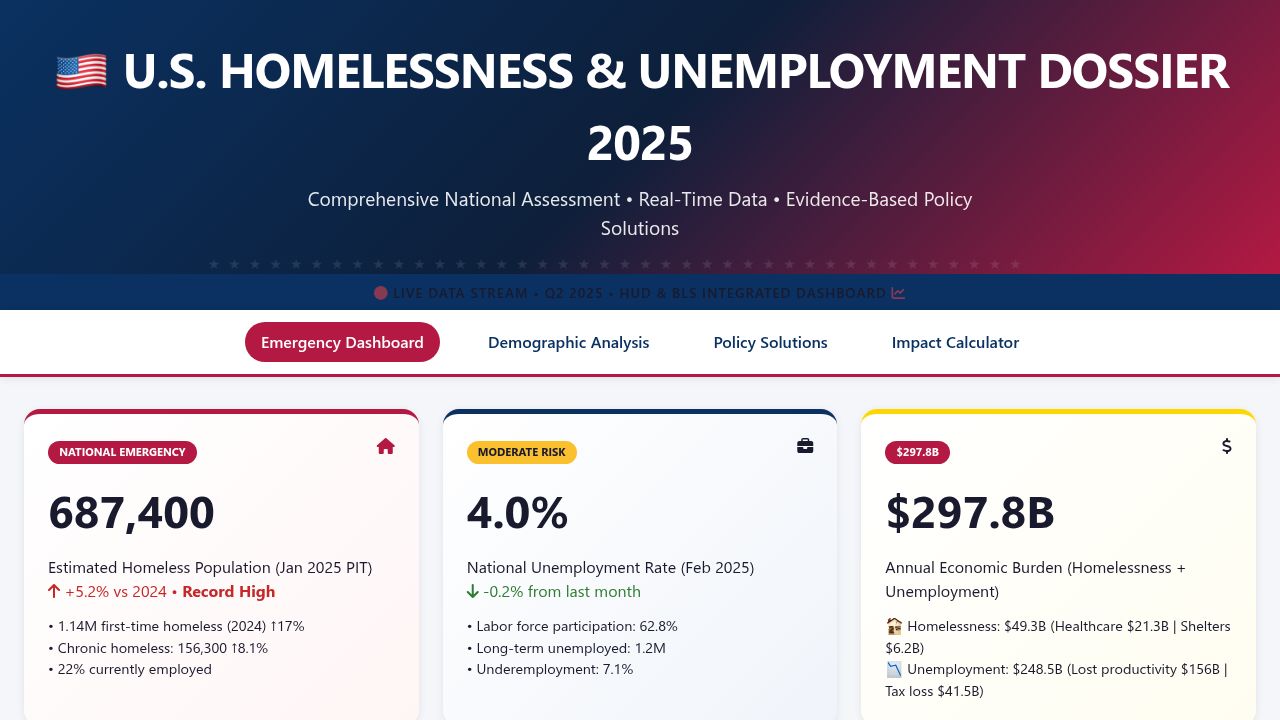 🇺🇸 U.S. HOMELESSNESS & UNEMPLOYMENT DOSSIER
2025
Comprehensive National Assessment • Real-Time Data • Evidence-Based Policy
Solutions
LIVE DATA STREAM • Q2 2025 • HUD & BLS INTEGRATED DASHBOARD
Emergency Dashboard
Demographic Analysis
Policy Solutions
Impact Calculator
NATIONAL EMERGENCY
687,400
Estimated Homeless Population (Jan 2025 PIT)
↑ +5.2% vs 2024 • Record High
• 1.14M first-time homeless (2024) ↑17%
• Chronic homeless: 156,300 ↑8.1%
• 22% currently employed
MODERATE RISK
4.0%
National Unemployment Rate (Feb 2025)
↓ -0.2% from last month
• Labor force participation: 62.8%
• Long-term unemployed: 1.2M
• Underemployment: 7.1%
$297.8B
$
$297.8B
Annual Economic Burden (Homelessness +
Unemployment)
🏚️ Homelessness: $49.3B (Healthcare $21.3B | Shelters
$6.2B)
📉 Unemployment: $248.5B (Lost productivity $156B |
Tax loss $41.5B)